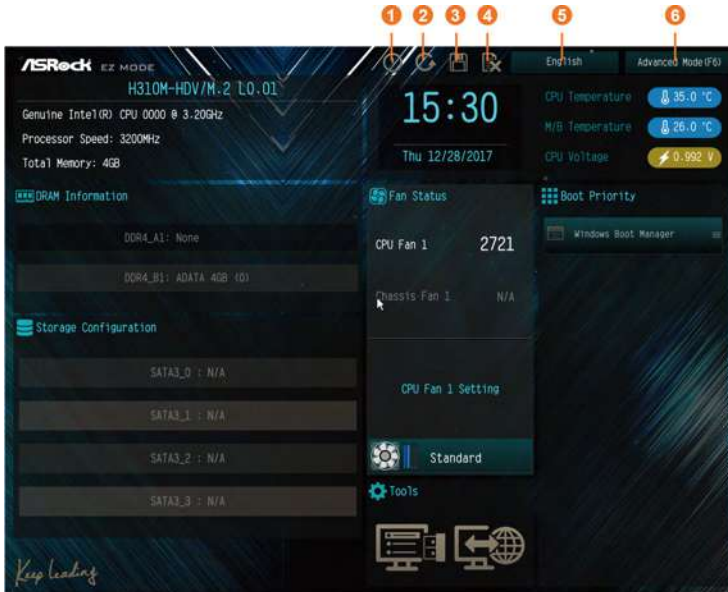 1 2 3 4 5 6
ASRock EZ MODE
English
Advanced Mode(F6)
H310M-HDV/M.2 L0.01
Genuine Intel(R) CPU 0000 @ 3.20GHz
Processor Speed: 3200MHz
Total Memory: 4GB
15:30
Thu 12/28/2017
CPU Temperature 35.0 °C
M/B Temperature 26.0 °C
CPU Voltage 0.992 V
DRAM Information
DDR4_A1: None
DDR4_B1: ADATA 4GB (0)
Storage Configuration
SATA3_0 : N/A
SATA3_1 : N/A
SATA3_2 : N/A
SATA3_3 : N/A
Fan Status
CPU Fan 1 2721
Chassis Fan 1 N/A
CPU Fan 1 Setting
Standard
Tools
Boot Priority
Windows Boot Manager
Keep Leading